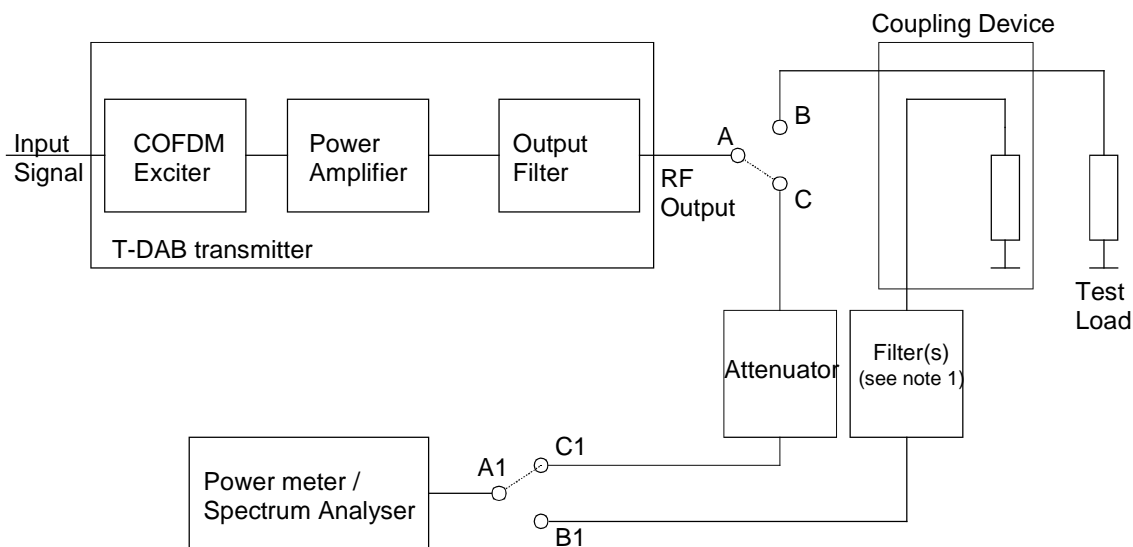 Coupling Device
Input
Signal
COFDM
Exciter
Power
Amplifier
Output
Filter
RF
Output
T-DAB transmitter
A
B
C
Test
Load
Attenuator
Filter(s)
(see note 1)
Power meter /
Spectrum Analyser
A1
C1
B1